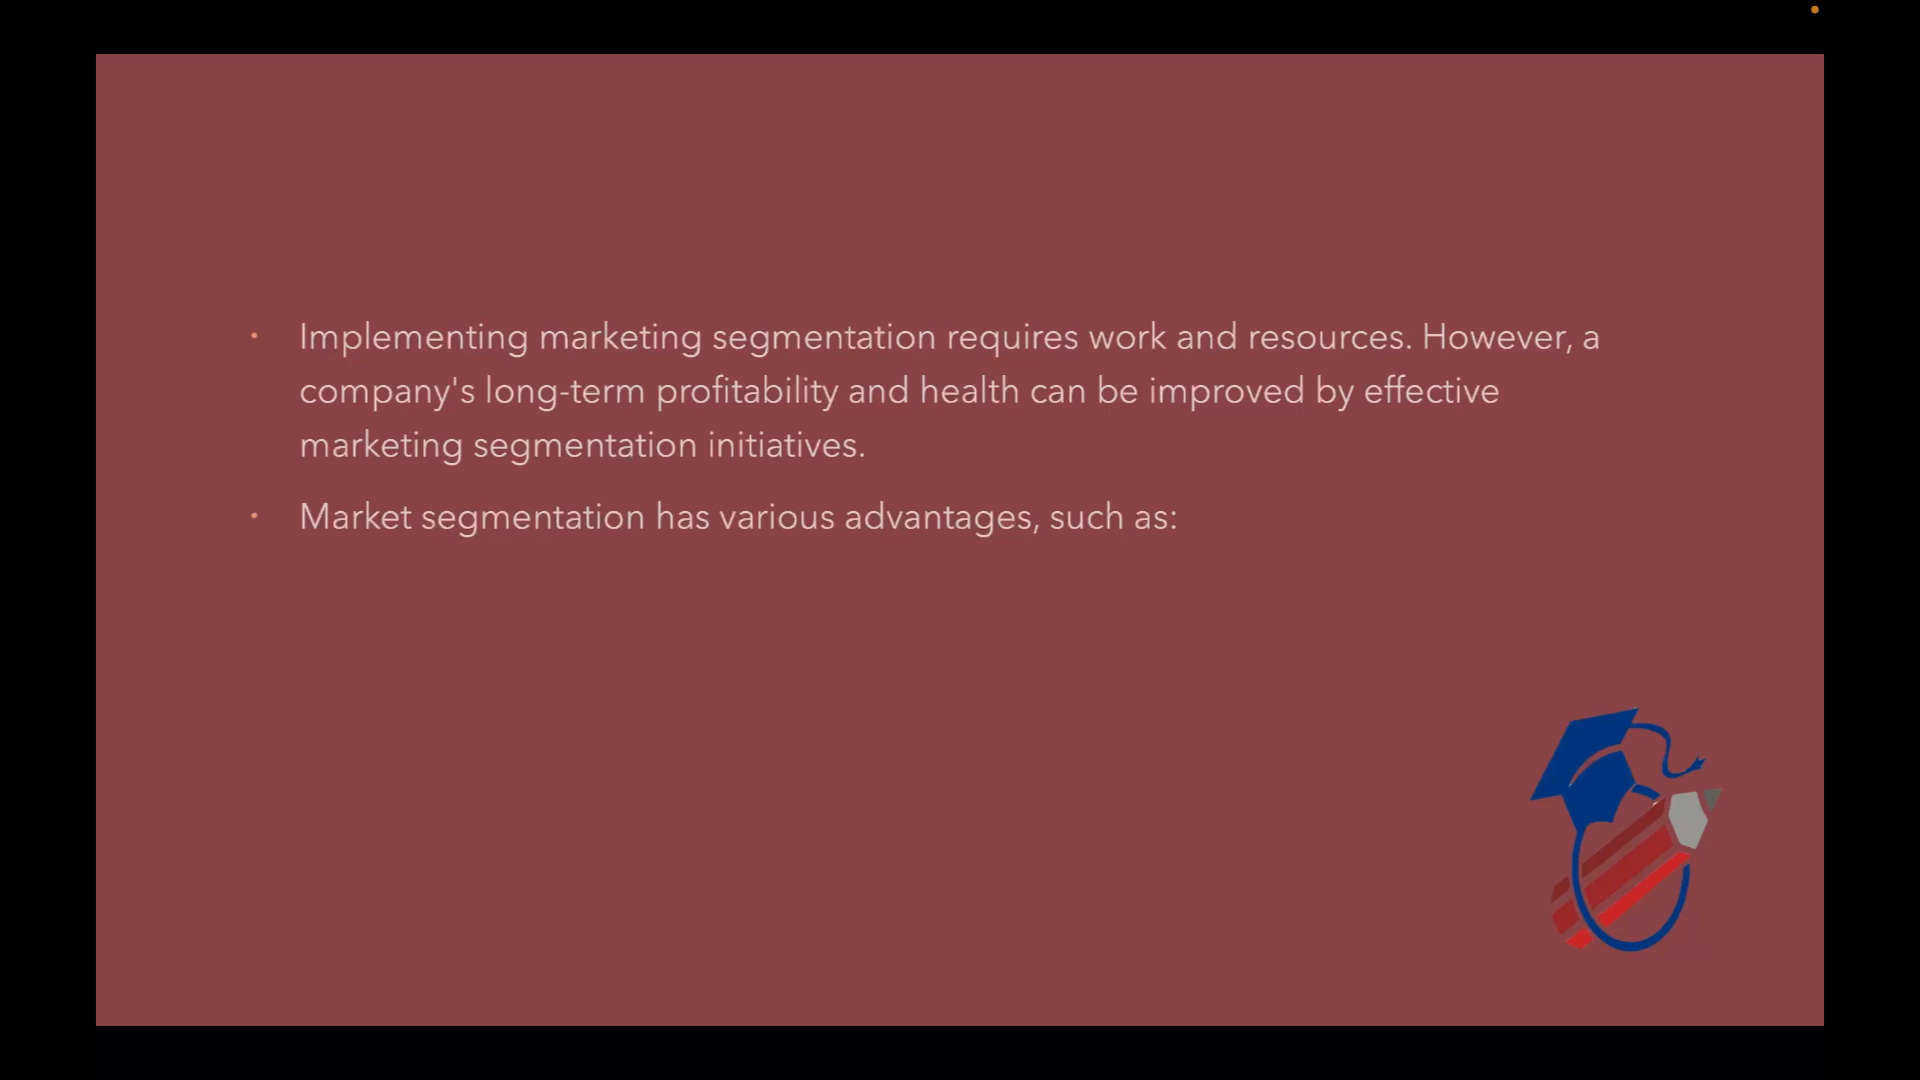 • Implementing marketing segmentation requires work and resources. However, a
company's long-term profitability and health can be improved by effective
marketing segmentation initiatives.
• Market segmentation has various advantages, such as: